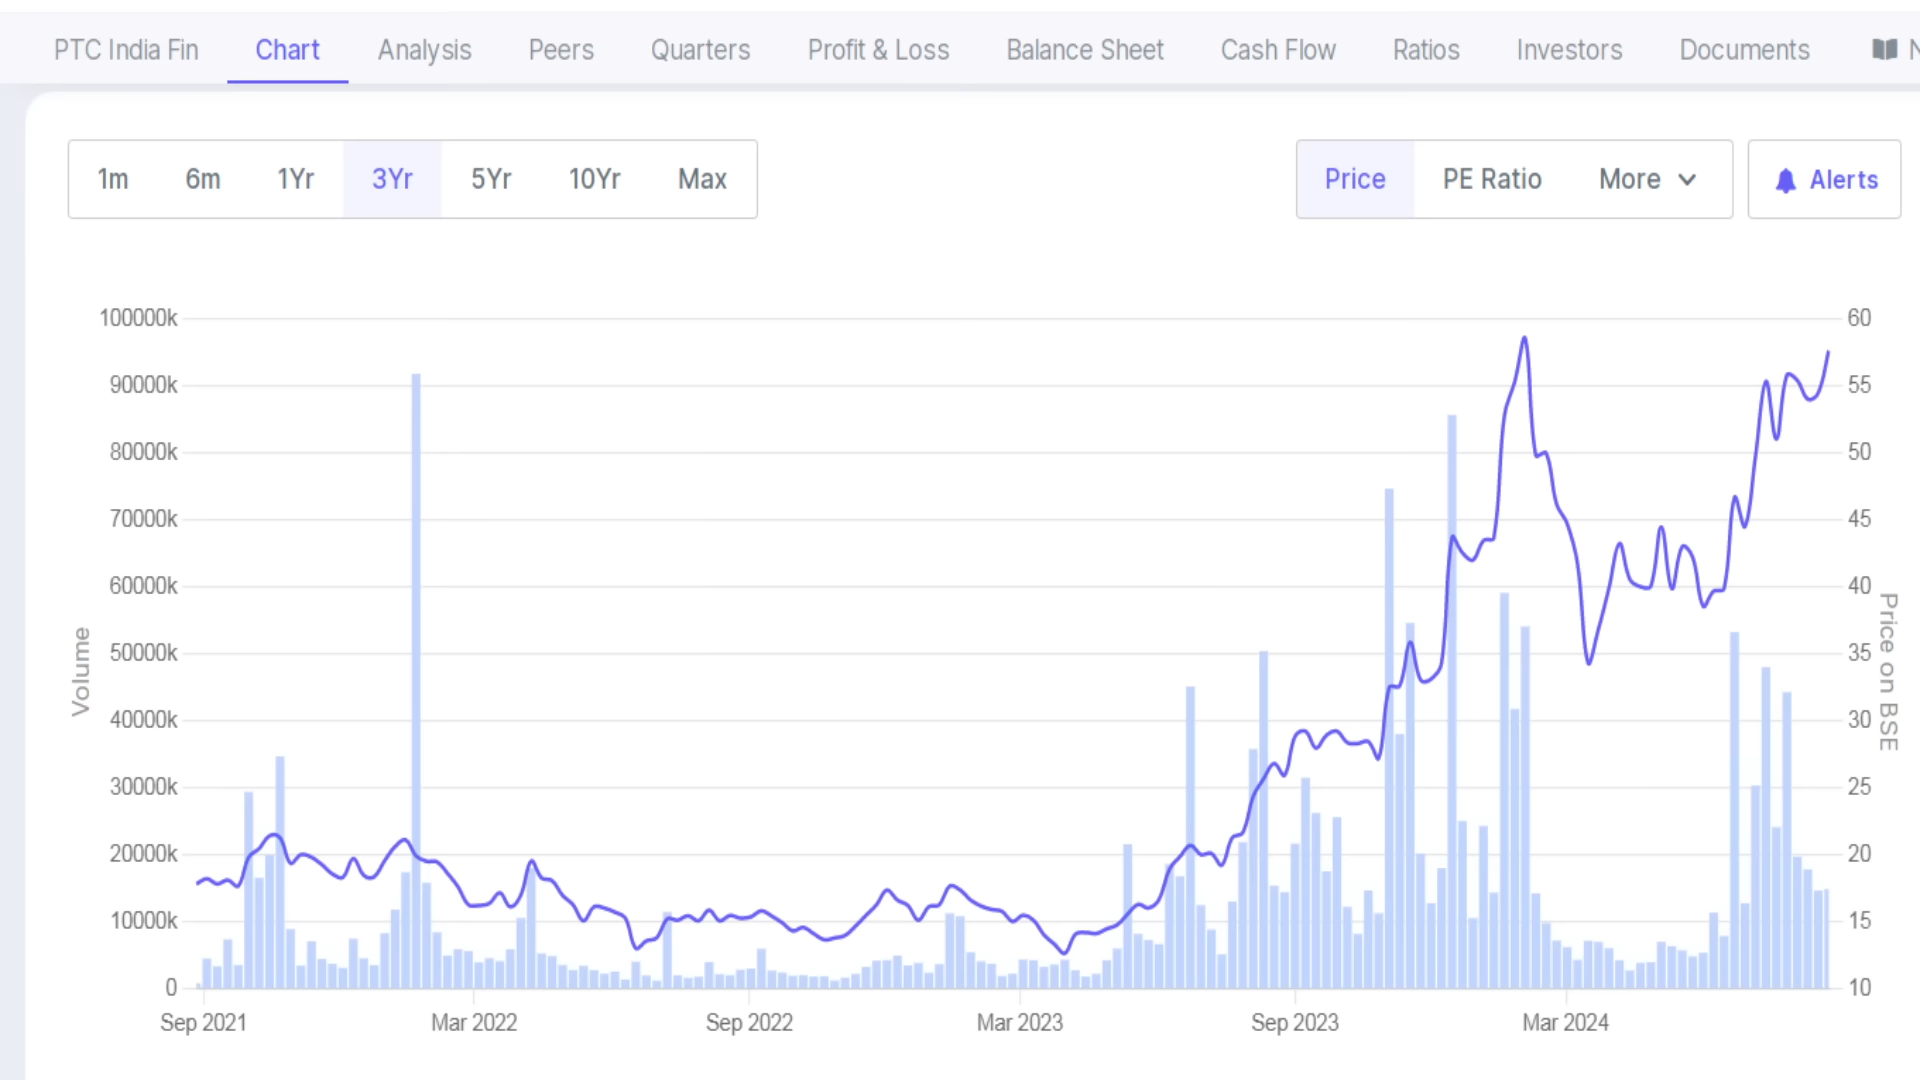 PTC India Fin Chart Analysis Peers Quarters Profit & Loss Balance Sheet Cash Flow Ratios Investors Documents N
1m 6m 1Yr 3Yr 5Yr 10Yr Max Price PE Ratio More Alerts
100000k 60
90000k 55
80000k 50
70000k 45
60000k 40
50000k 35
40000k 30
30000k 25
20000k 20
10000k 15
0 10
Volume
Price on BSE
Sep 2021 Mar 2022 Sep 2022 Mar 2023 Sep 2023 Mar 2024